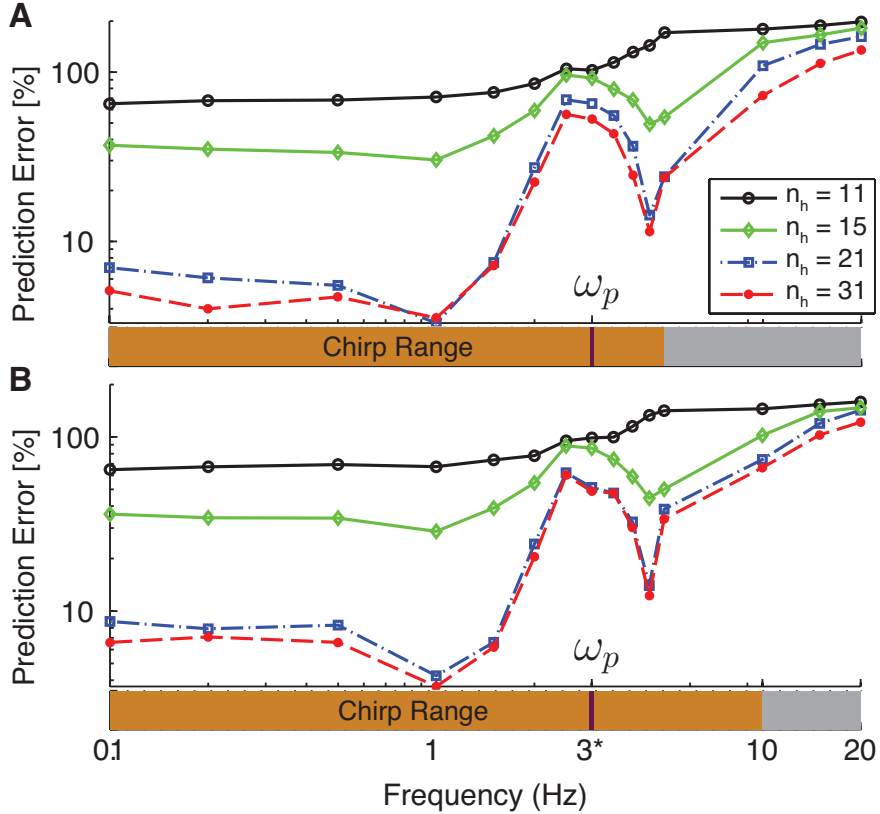 A
Prediction Error [%]
100
10
n_h = 11
n_h = 15
n_h = 21
n_h = 31
ω_p
Chirp Range
B
Prediction Error [%]
100
10
ω_p
Chirp Range
0.1 1 3* 10 20
Frequency (Hz)